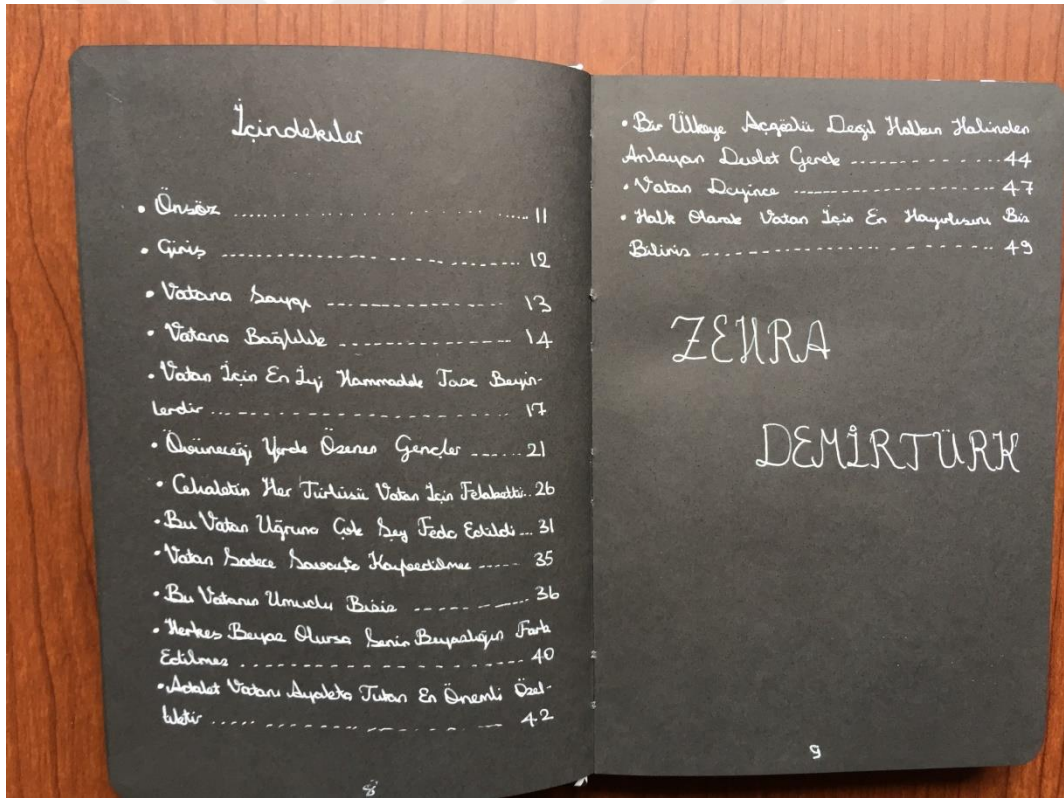 İçindekiler
• Önsöz .................................... 11
• Giriş ------------------------ 12
• Vatana Saygı ------------------ 13
• Vatana Bağlılık ----------------- 14
• Vatan İçin En İyi Hammadde Taze Beyin-
lerdir ------------------------ 17
• Övüneceği Yerde Özenen Gençler ------ 21
• Cehaletin Her Türlüsü Vatan İçin Felakettir.. 26
• Bu Vatan Uğruna Çok Şey Feda Edildi --- 31
• Vatan Sadece Savaşta Kaybedilmez ----- 35
• Bu Vatanın Umudu Biziz ----------- 36
• Herkes Beyaz Olursa Senin Beyazlığın Fark
Edilmez ---------------------- 40
• Adalet Vatanı Ayakta Tutan En Önemli Özel-
liktir ------------------------ 42
8
• Bir Ülkeye Açgözlü Değil Halkın Halinden
Anlayan Devlet Gerek ------------- 44
• Vatan Deyince ------------------ 47
• Halk Olarak Vatan İçin En Hayırlısını Biz
Biliriz ------------------------ 49
ZEHRA
DEMİRTÜRK
9